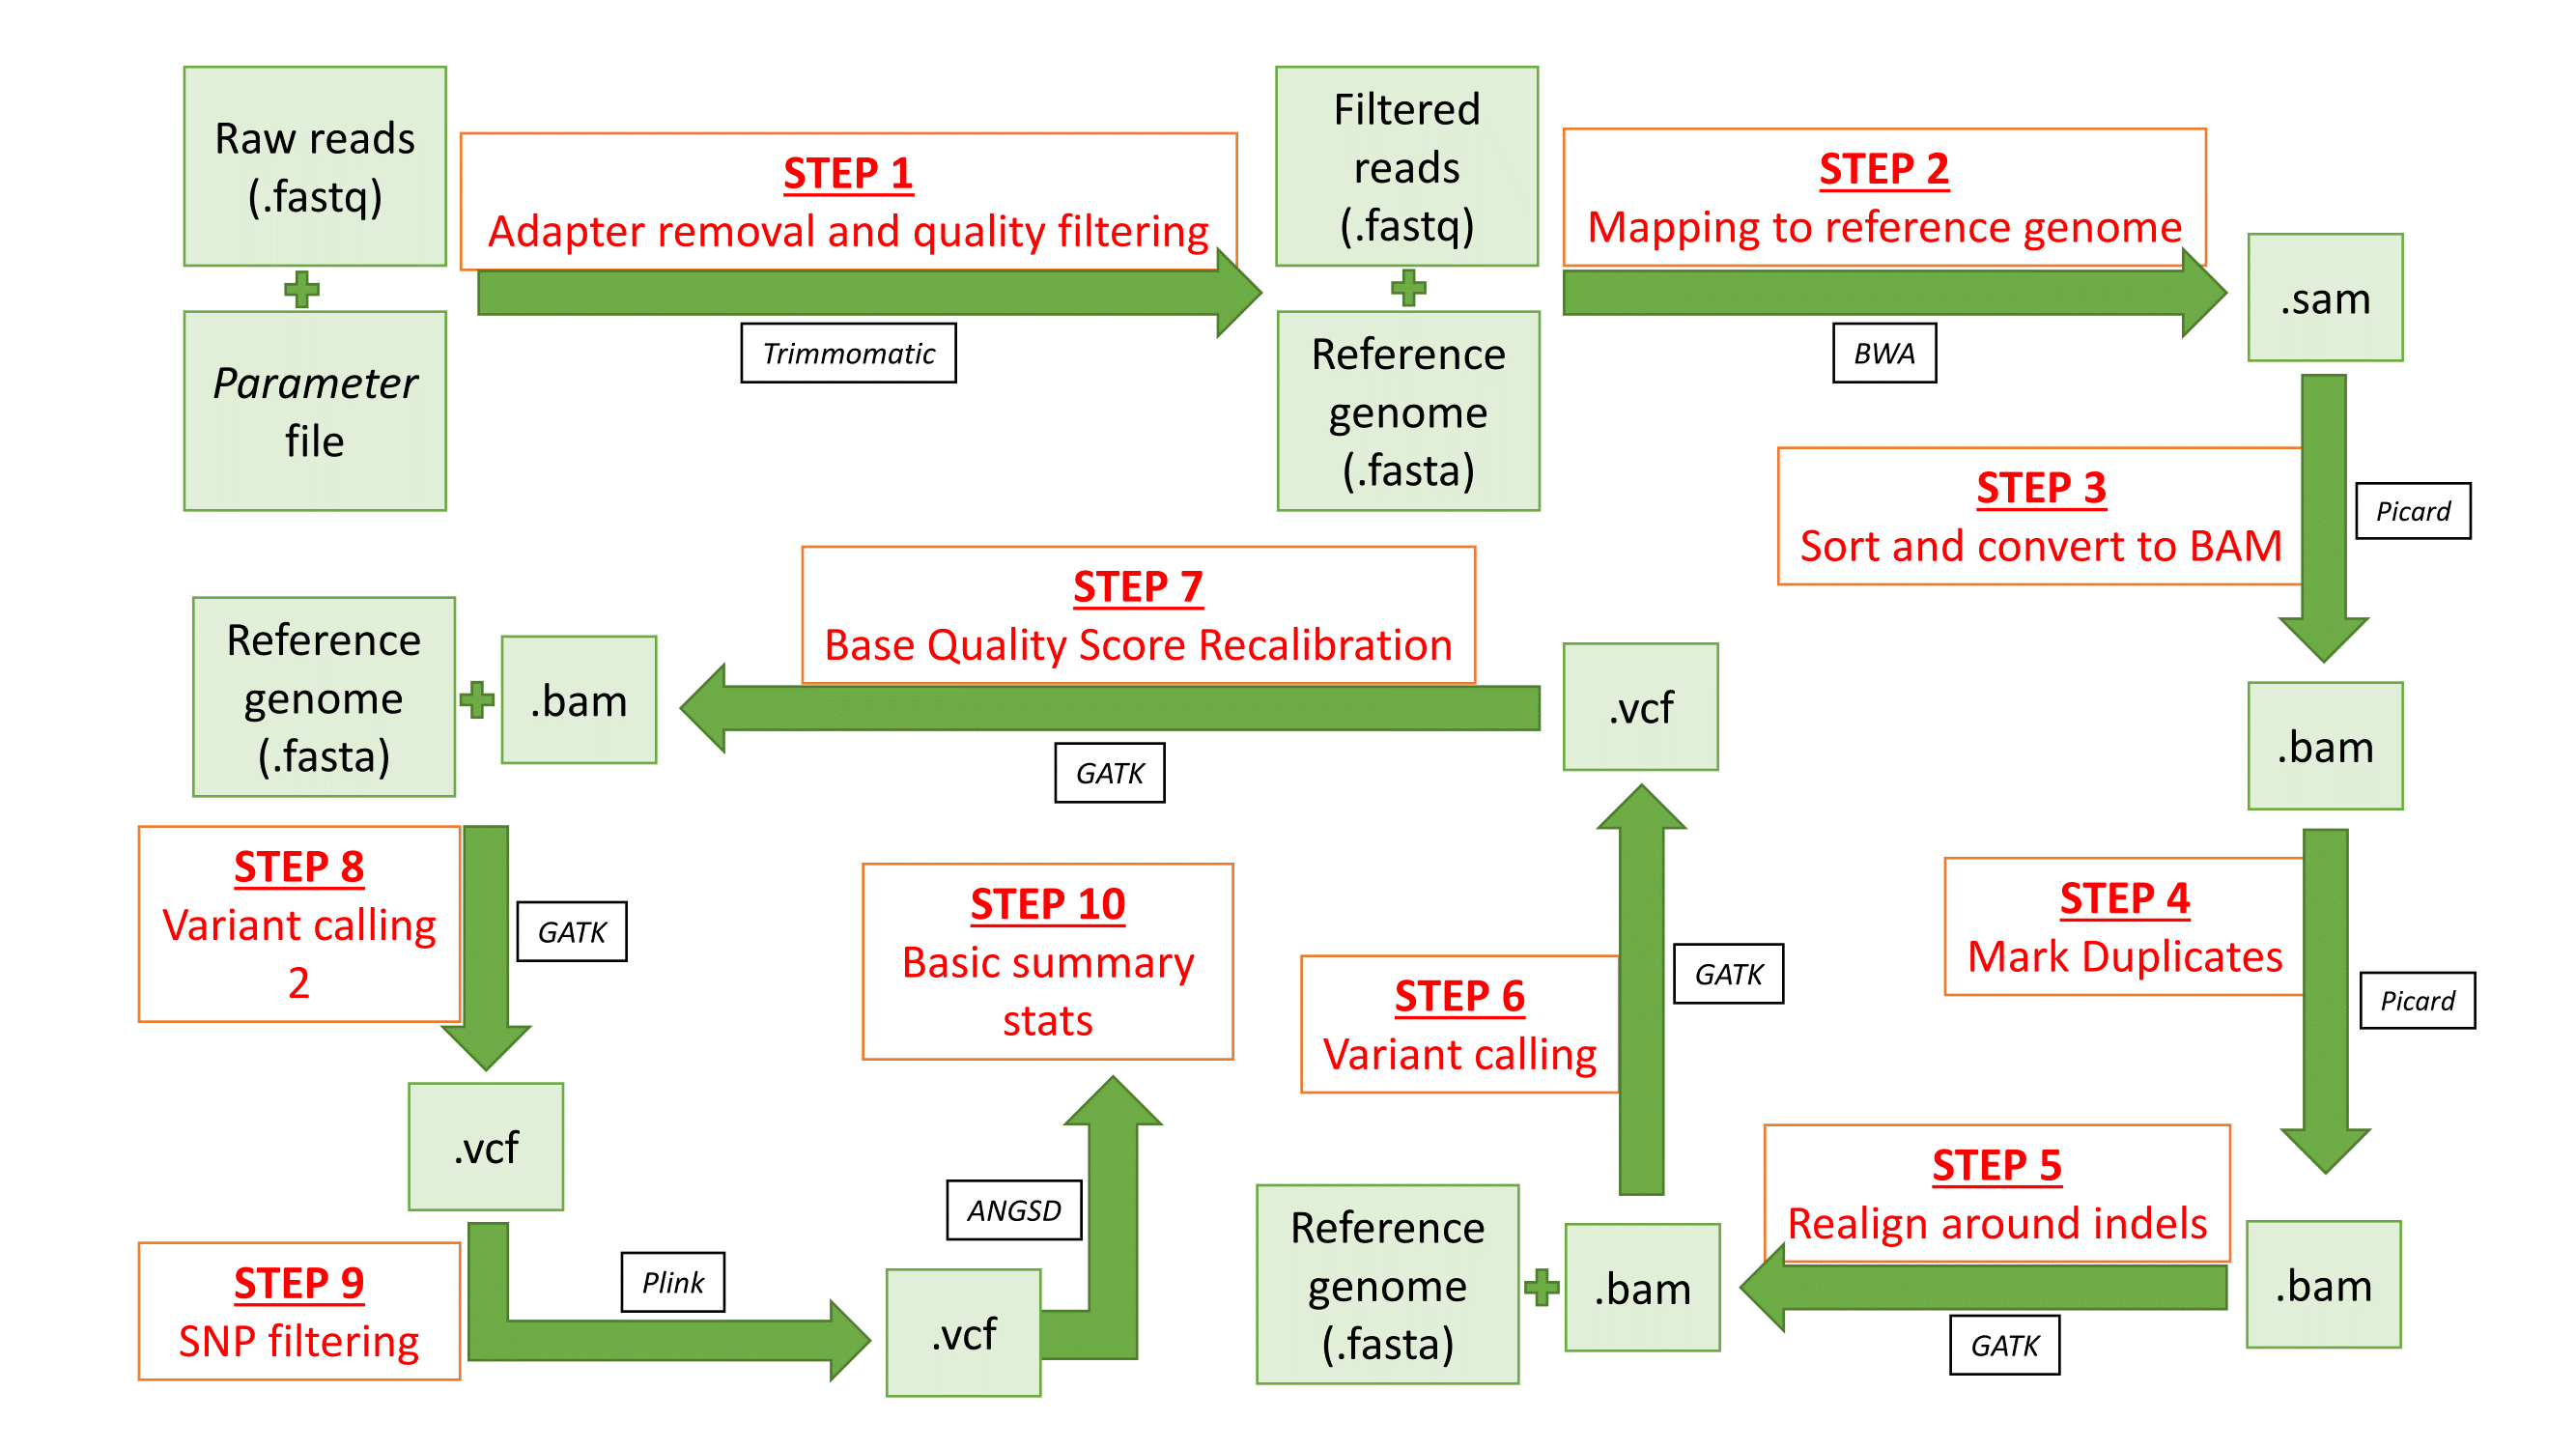 Raw reads
(.fastq)
Parameter
file
STEP 1
Adapter removal and quality filtering
Trimmomatic
Filtered
reads
(.fastq)
Reference
genome
(.fasta)
STEP 2
Mapping to reference genome
BWA
.sam
STEP 3
Sort and convert to BAM
Picard
.bam
STEP 4
Mark Duplicates
Picard
.bam
STEP 5
Realign around indels
GATK
Reference
genome
(.fasta)
.bam
STEP 6
Variant calling
GATK
.vcf
STEP 7
Base Quality Score Recalibration
GATK
Reference
genome
(.fasta)
.bam
STEP 8
Variant calling
2
GATK
.vcf
STEP 9
SNP filtering
Plink
.vcf
ANGSD
STEP 10
Basic summary
stats